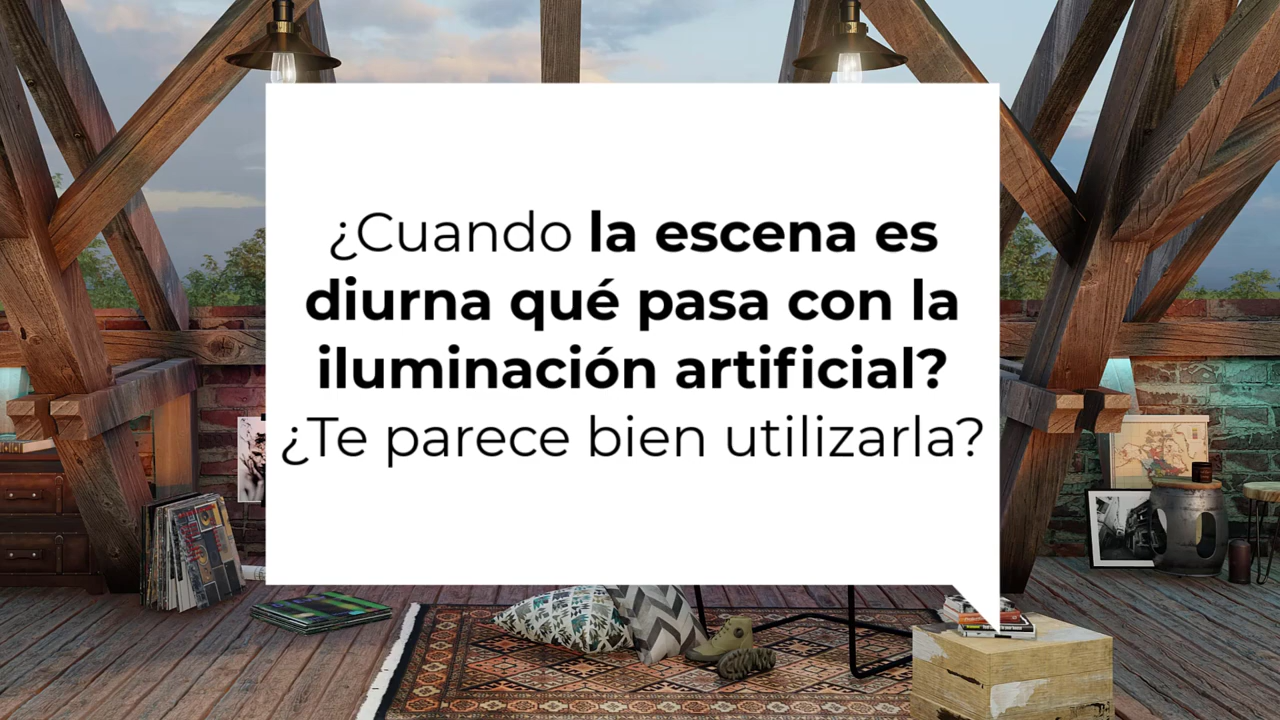 ¿Cuando la escena es
diurna qué pasa con la
iluminación artificial?
¿Te parece bien utilizarla?